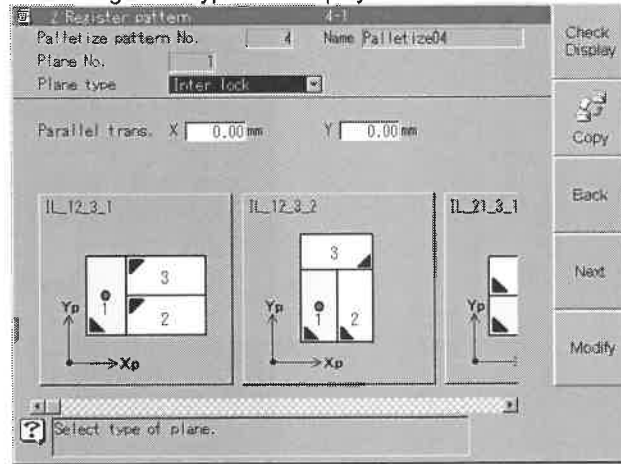 2 Register pattern 4-1
Palletize pattern No. 4 Name Palletize04
Plane No. 1
Plane type Inter lock
Parallel trans. X 0.00 mm Y 0.00 mm
IL_12_3_1 IL_12_3_2 IL_21_3_1
3
1
2
Yp
Xp
3
1
2
Yp
Xp
Yp
Select type of plane.
Check
Display
Copy
Back
Next
Modify